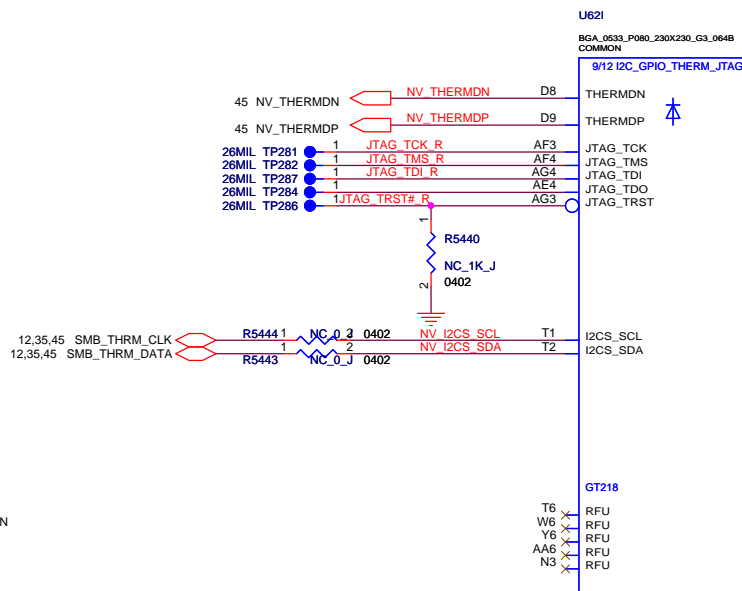 U62I
BGA_0533_P080_230X230_G3_064B
COMMON
9/12 I2C_GPIO_THERM_JTAG
45 NV_THERMDN NV_THERMDN D8 THERMDN
45 NV_THERMDP NV_THERMDP D9 THERMDP
26MIL TP281 1 JTAG_TCK_R AF3 JTAG_TCK
26MIL TP282 1 JTAG_TMS_R AF4 JTAG_TMS
26MIL TP287 1 JTAG_TDI_R AG4 JTAG_TDI
26MIL TP284 1 AE4 JTAG_TDO
26MIL TP286 1 JTAG_TRST#_R AG3 JTAG_TRST
1
R5440
NC_1K_J
2 0402
12,35,45 SMB_THRM_CLK R5444 1 NC_0_J 2 0402 NV_I2CS_SCL T1 I2CS_SCL
12,35,45 SMB_THRM_DATA 1 2 NV_I2CS_SDA T2 I2CS_SDA
R5443 NC_0_J 0402
GT218
T6 RFU
N
W6 RFU
Y6 RFU
AA6 RFU
N3 RFU